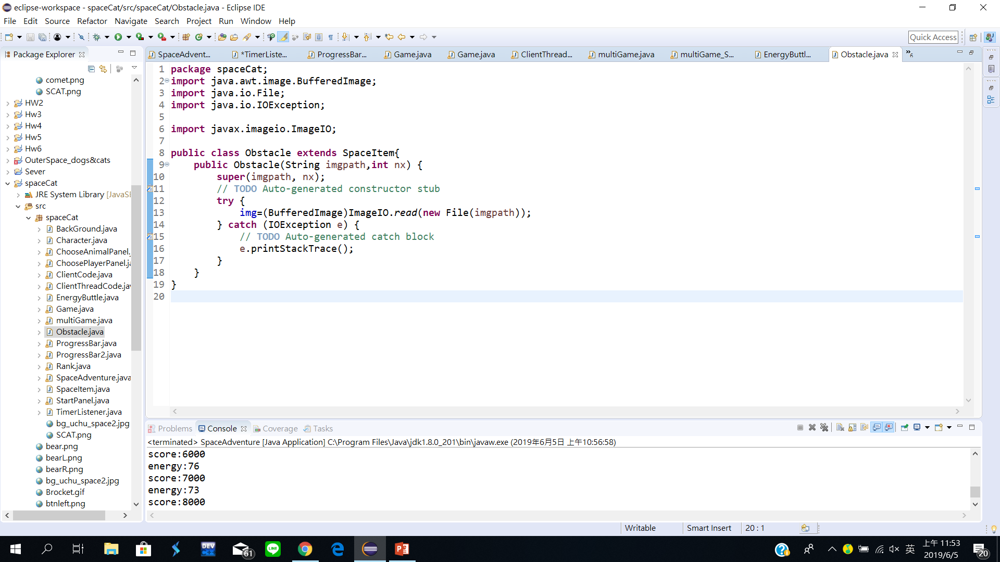 eclipse-workspace - spaceCat/src/spaceCat/Obstacle.java - Eclipse IDE
File Edit Source Refactor Navigate Search Project Run Window Help
Quick Access
Package Explorer
comet.png
SCAT.png
HW2
Hw3
Hw4
Hw5
Hw6
OuterSpace_dogs&cats
Sever
spaceCat
JRE System Library [JavaSE
src
spaceCat
BackGround.java
Character.java
ChooseAnimalPanel.
ChoosePlayerPanel.ja
ClientCode.java
ClientThreadCode.jav
EnergyButtle.java
Game.java
multiGame.java
Obstacle.java
ProgressBar.java
ProgressBar2.java
Rank.java
SpaceAdventure.java
SpaceItem.java
StartPanel.java
TimerListener.java
bg_uchu_space2.jpg
SCAT.png
bear.png
bearL.png
bearR.png
bg_uchu_space2.jpg
Brocket.gif
btnleft.png
SpaceAdvent... *TimerListe... ProgressBar... Game.java Game.java ClientThread... multiGame.java multiGame_S... EnergyButtl... Obstacle.java »6
1 package spaceCat;
2 import java.awt.image.BufferedImage;
3 import java.io.File;
4 import java.io.IOException;
5
6 import javax.imageio.ImageIO;
7
8 public class Obstacle extends SpaceItem{
9 public Obstacle(String imgpath,int nx) {
10 super(imgpath, nx);
11 // TODO Auto-generated constructor stub
12 try {
13 img=(BufferedImage)ImageIO.read(new File(imgpath));
14 } catch (IOException e) {
15 // TODO Auto-generated catch block
16 e.printStackTrace();
17 }
18 }
19 }
20
Problems Console Coverage Tasks
<terminated> SpaceAdventure [Java Application] C:\Program Files\Java\jdk1.8.0_201\bin\javaw.exe (2019年6月5日 上午10:56:58)
score:6000
energy:76
score:7000
energy:73
score:8000
Writable Smart Insert 20 : 1
DEV C++ 61 LINE P 英 上午 11:53
2019/6/5 20